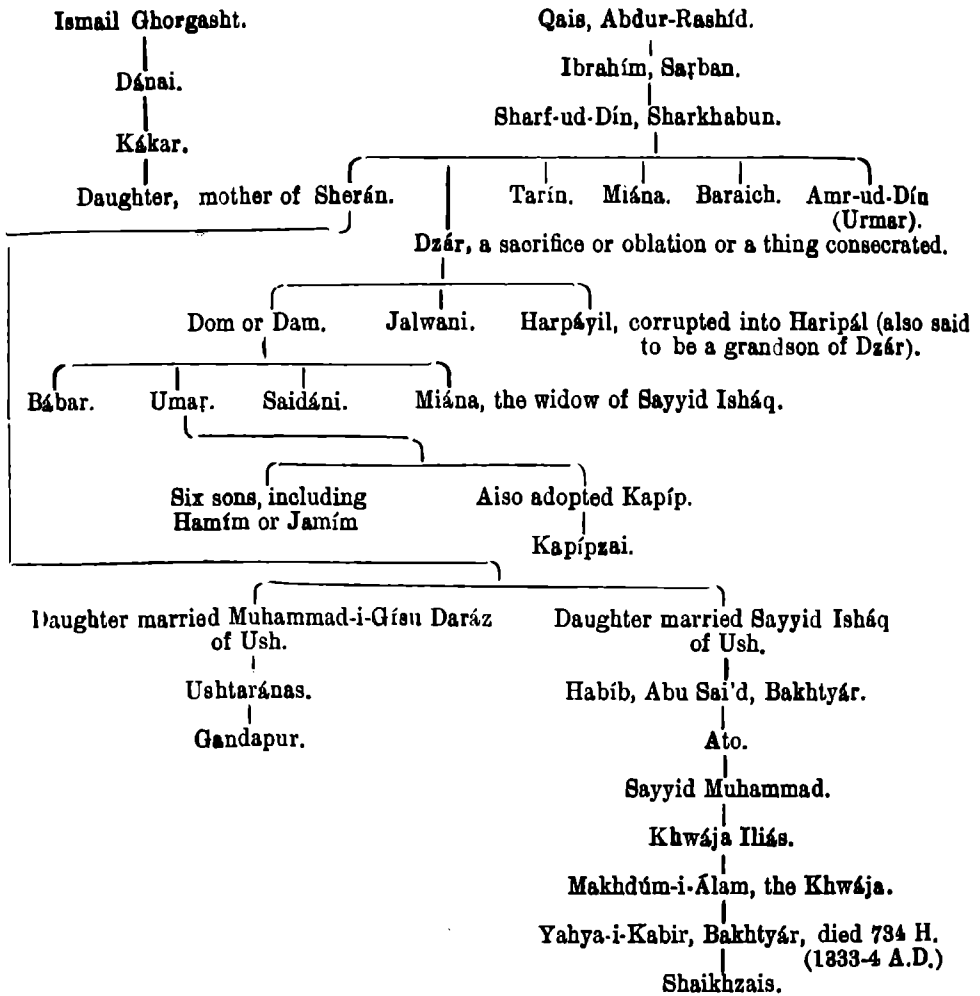 Ismail Ghorgasht. Qais, Abdur-Rashíd.
Ibrahím, Saṛban.
Dánai.
Sharf-ud-Dín, Sharkhabun.
Kákar.
Daughter, mother of Sherán. Tarín. Miána. Baraich. Amr-ud-Dín
(Urmar).
Dzár, a sacrifice or oblation or a thing consecrated.
Dom or Dam. Jalwani. Harpáyil, corrupted into Haripál (also said
to be a grandson of Dzár).
Bábar. Umaṛ. Saidáni. Miána, the widow of Sayyid Isháq.
Six sons, including Aiso adopted Kapíp.
Hamím or Jamím
Kapípzai.
Daughter married Muhammad-i-Gísu Daráz Daughter married Sayyid Isháq
of Ush. of Ush.
Ushtaránas. Habíb, Abu Sai'd, Bakhtyár.
Gandapur. Ato.
Sayyid Muhammad.
Khwája Iliás.
Makhdúm-i-Álam, the Khwája.
Yahya-i-Kabir, Bakhtyár, died 734 H.
(1333-4 A.D.)
Shaikhzais.